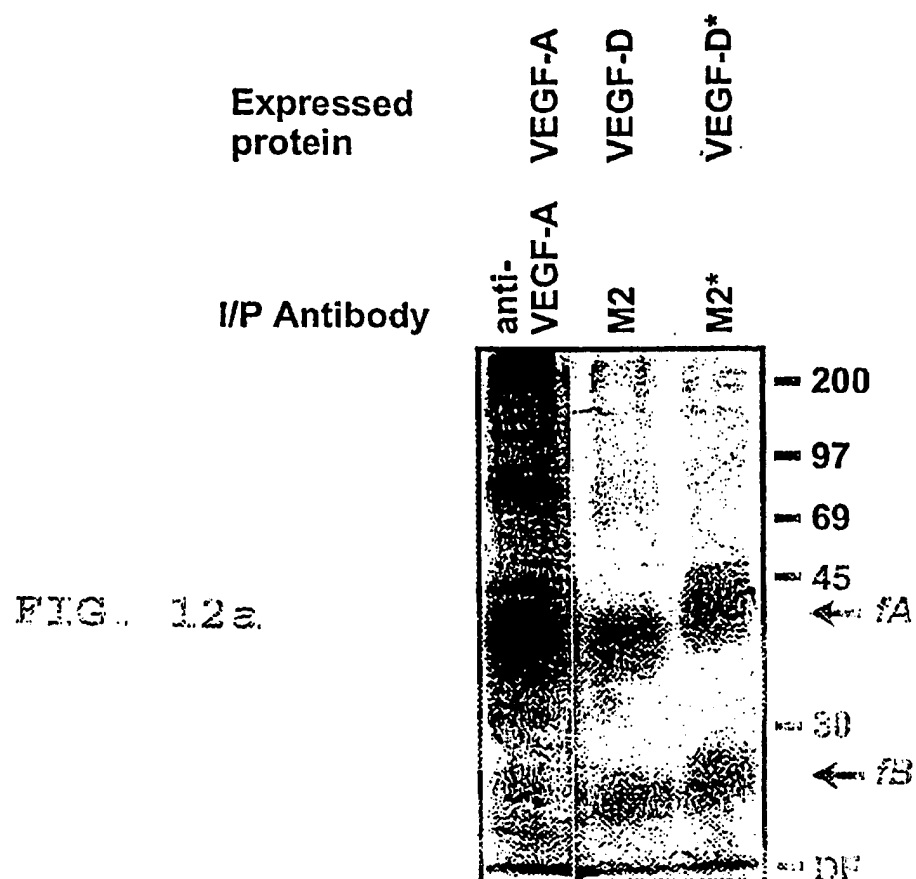 Expressed
protein
VEGF-A
VEGF-D
VEGF-D*
I/P Antibody
anti-
VEGF-A
M2
M2*
200
97
69
45
fA
30
fB
DF
FIG. 12a